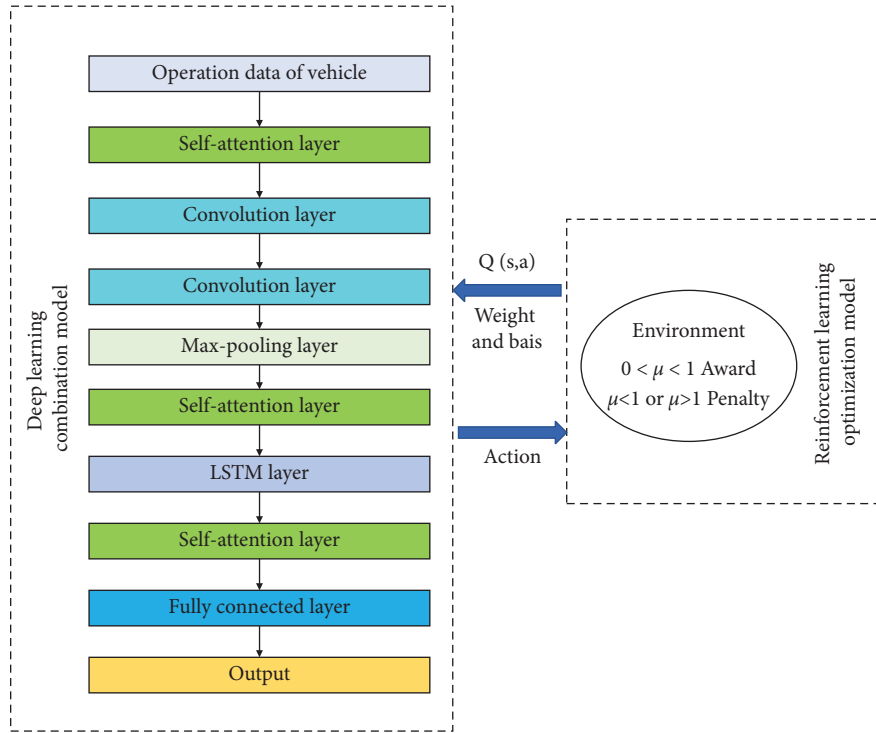 Deep learning
combination model
Operation data of vehicle
Self-attention layer
Convolution layer
Convolution layer
Max-pooling layer
Self-attention layer
LSTM layer
Self-attention layer
Fully connected layer
Output
Q (s,a)
Weight
and bais
Action
Environment
0 < μ < 1 Award
μ<1 or μ>1 Penalty
Reinforcement learning
optimization model